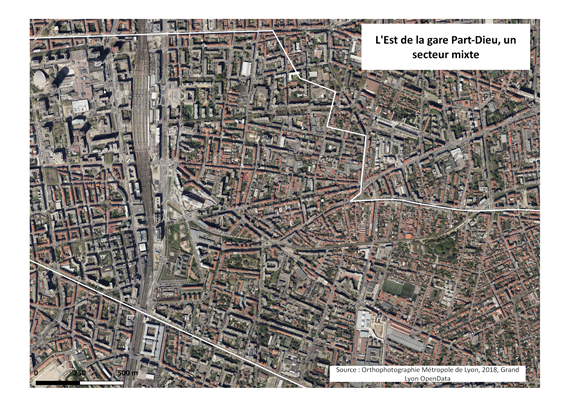 L'Est de la gare Part-Dieu, un
secteur mixte
0 250 500 m
Source : Orthophotographie Métropole de Lyon, 2018, Grand
Lyon OpenData